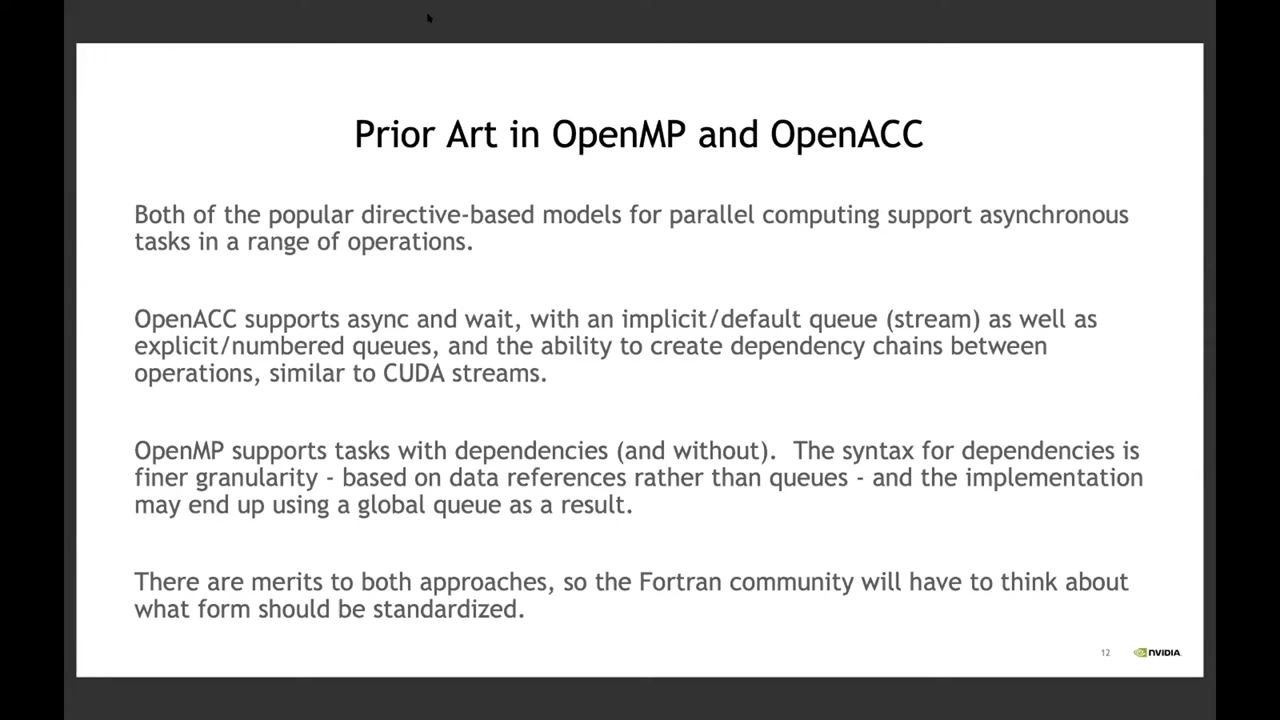 Prior Art in OpenMP and OpenACC
Both of the popular directive-based models for parallel computing support asynchronous
tasks in a range of operations.
OpenACC supports async and wait, with an implicit/default queue (stream) as well as
explicit/numbered queues, and the ability to create dependency chains between
operations, similar to CUDA streams.
OpenMP supports tasks with dependencies (and without).  The syntax for dependencies is
finer granularity - based on data references rather than queues - and the implementation
may end up using a global queue as a result.
There are merits to both approaches, so the Fortran community will have to think about
what form should be standardized.
12
NVIDIA